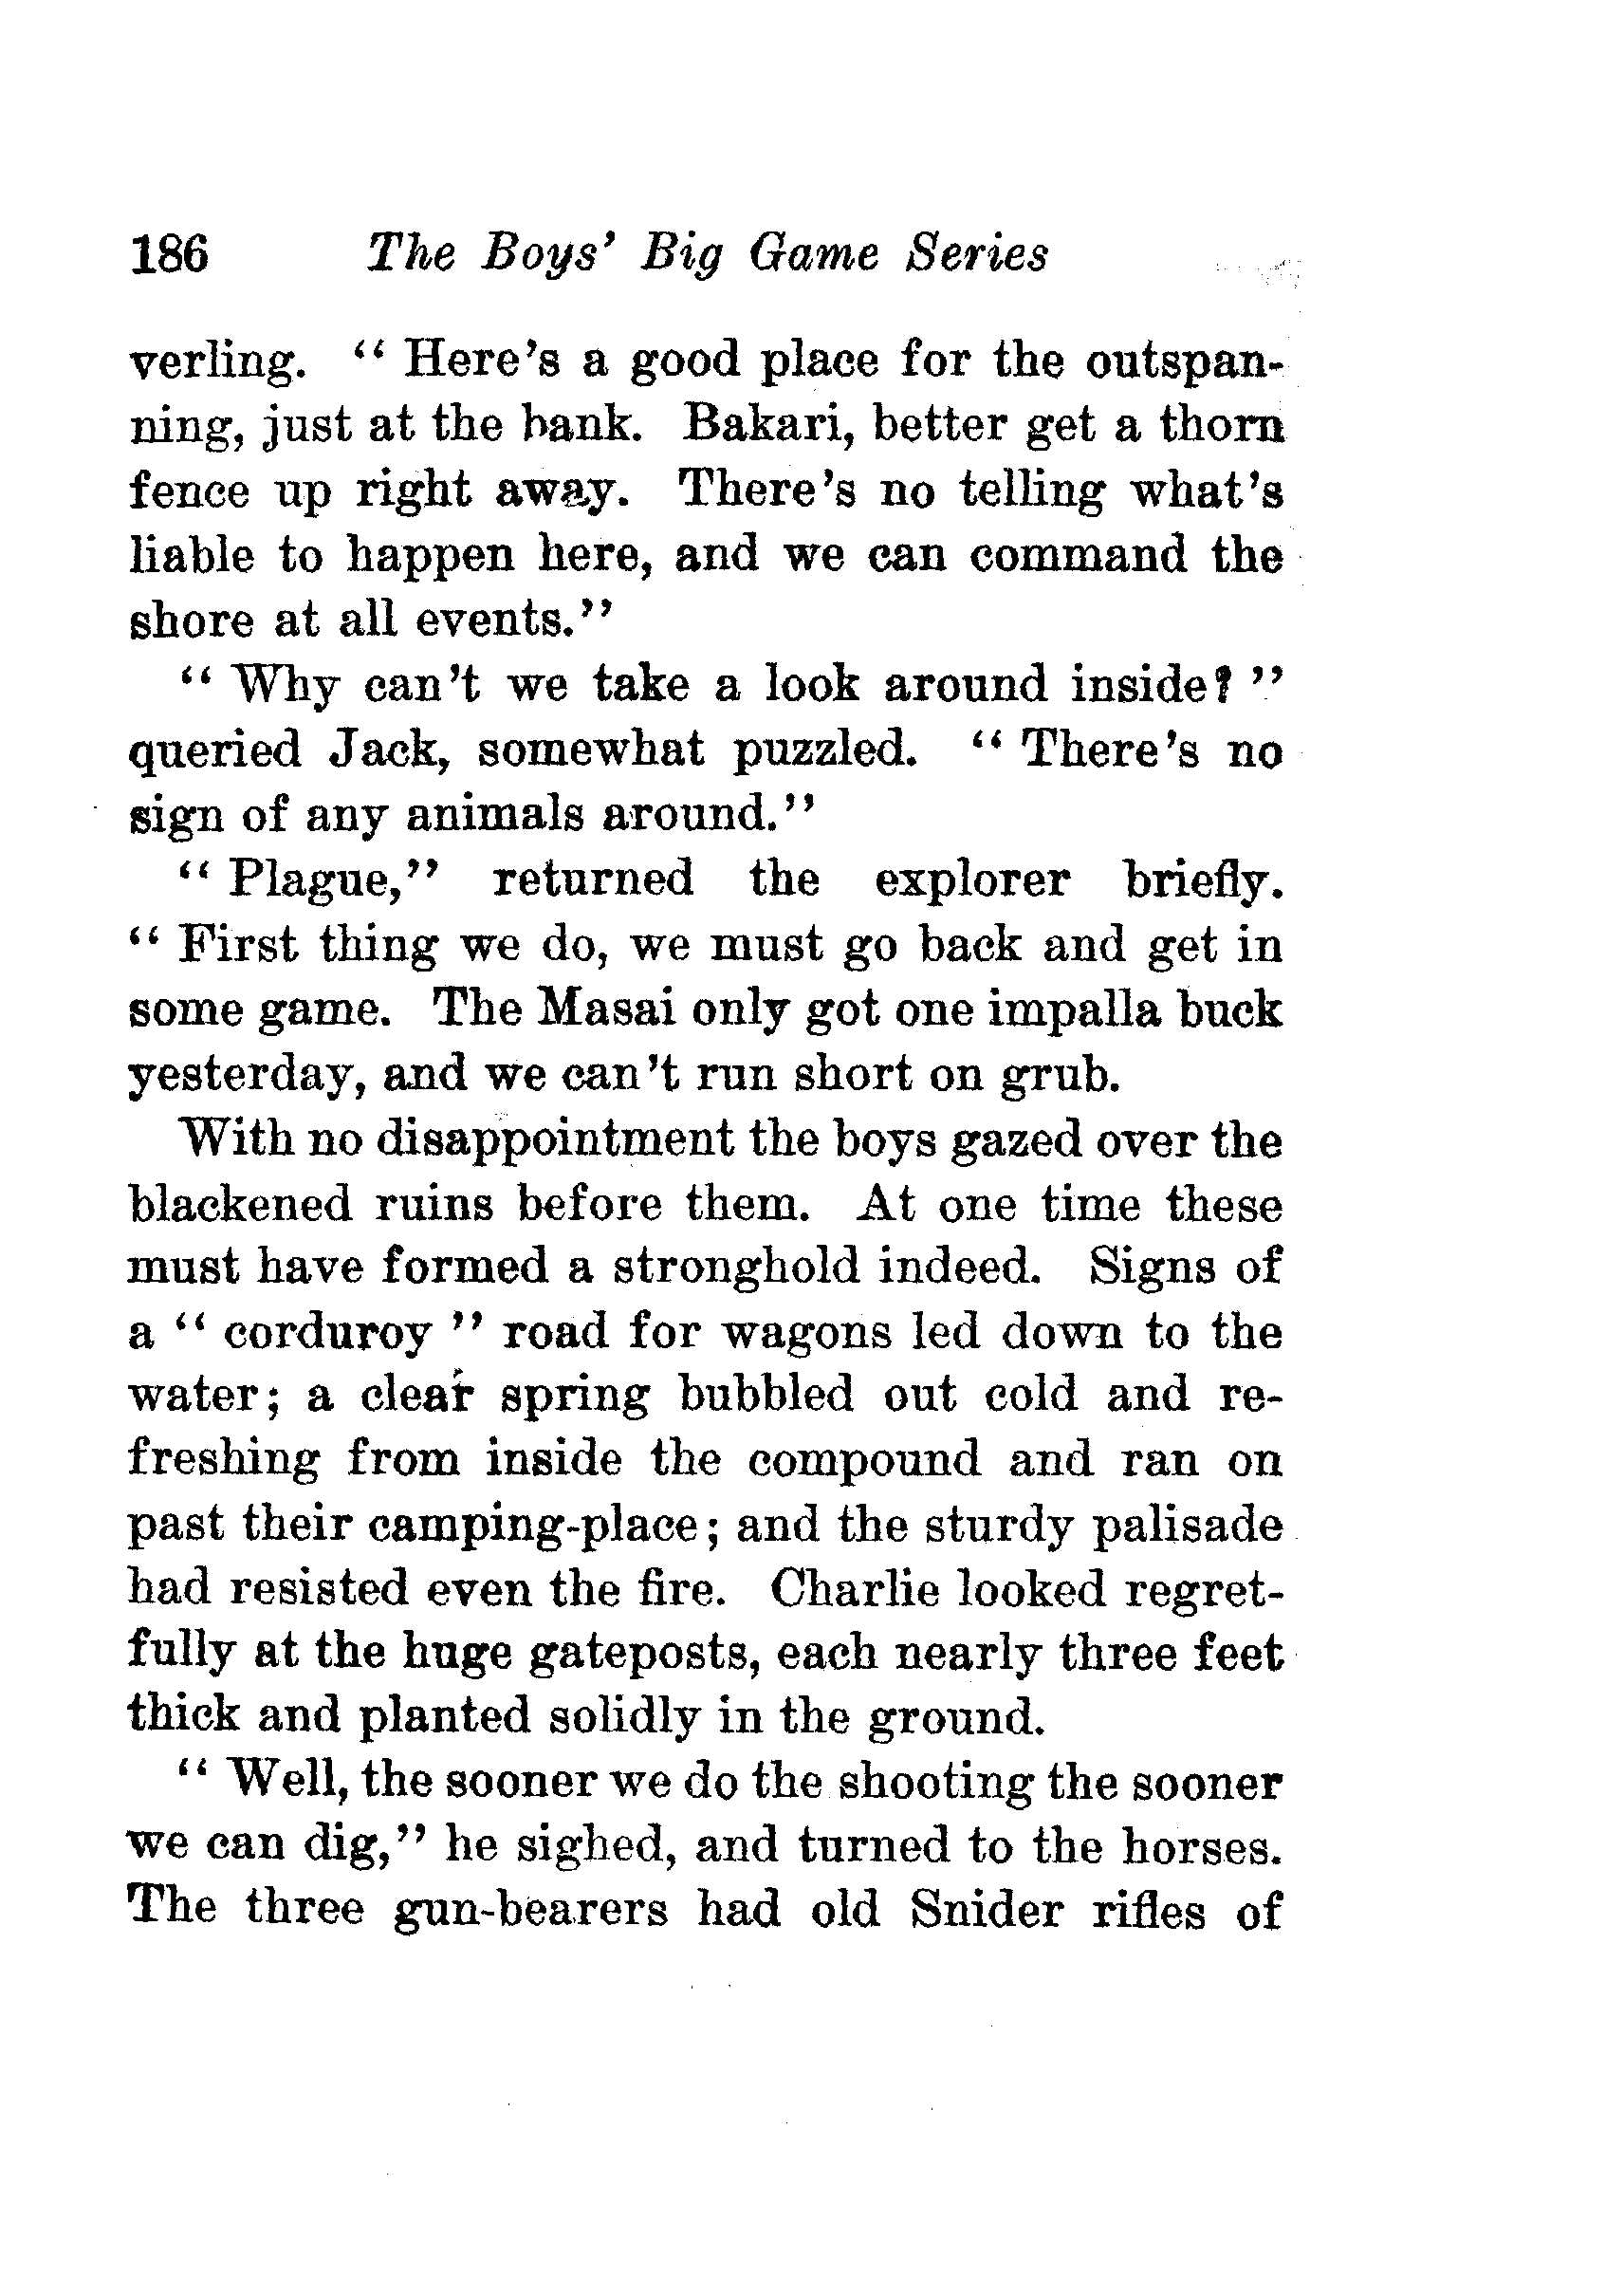 186 The Boys' Big Game Series
verling. "Here's a good place for the outspan-
ning, just at the bank. Bakari, better get a thorn
fence up right away. There's no telling what's
liable to happen here, and we can command the
shore at all events."
"Why can't we take a look around inside?"
queried Jack, somewhat puzzled. "There's no
sign of any animals around."
"Plague," returned the explorer briefly.
"First thing we do, we must go back and get in
some game. The Masai only got one impalla buck
yesterday, and we can't run short on grub.
With no disappointment the boys gazed over the
blackened ruins before them. At one time these
must have formed a stronghold indeed. Signs of
a "corduroy" road for wagons led down to the
water; a clear spring bubbled out cold and re-
freshing from inside the compound and ran on
past their camping-place; and the sturdy palisade
had resisted even the fire. Charlie looked regret-
fully at the huge gateposts, each nearly three feet
thick and planted solidly in the ground.
"Well, the sooner we do the shooting the sooner
we can dig," he sighed, and turned to the horses.
The three gun-bearers had old Snider rifles of